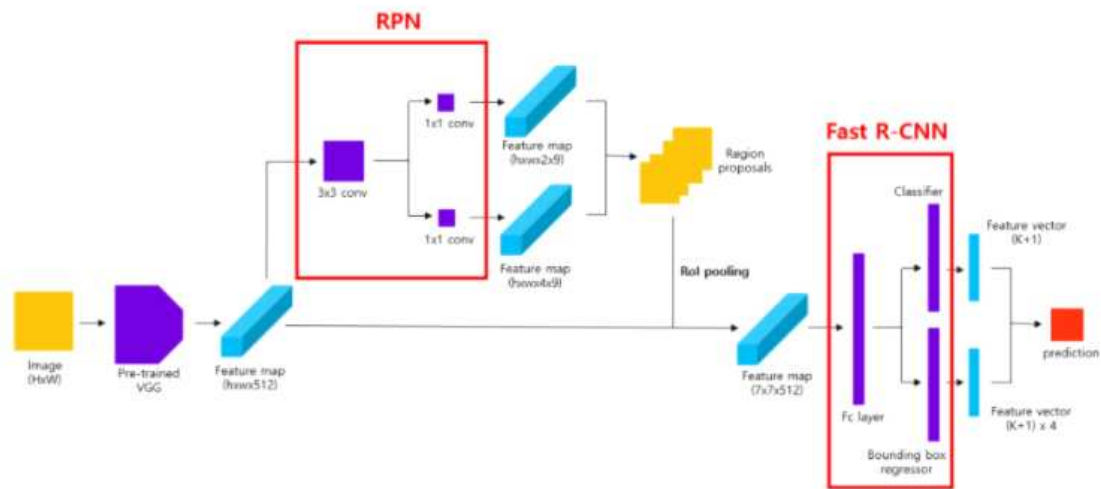 RPN
1x1 conv
3x3 conv
1x1 conv
Feature map
(hxwx2x9)
Feature map
(hxwx4x9)
Region
proposals
RoI pooling
Image
(HxW)
Pre-trained
VGG
Feature map
(hxwx512)
Feature map
(7x7x512)
Fast R-CNN
Classifier
Fc layer
Bounding box
regressor
Feature vector
(K+1)
Feature vector
(K+1) x 4
prediction